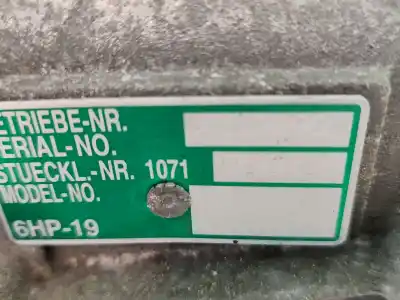 ETRIEBE-NR.
ERIAL-NO.
STUECKL.-NR. 1071
MODEL-NO.
6HP-19